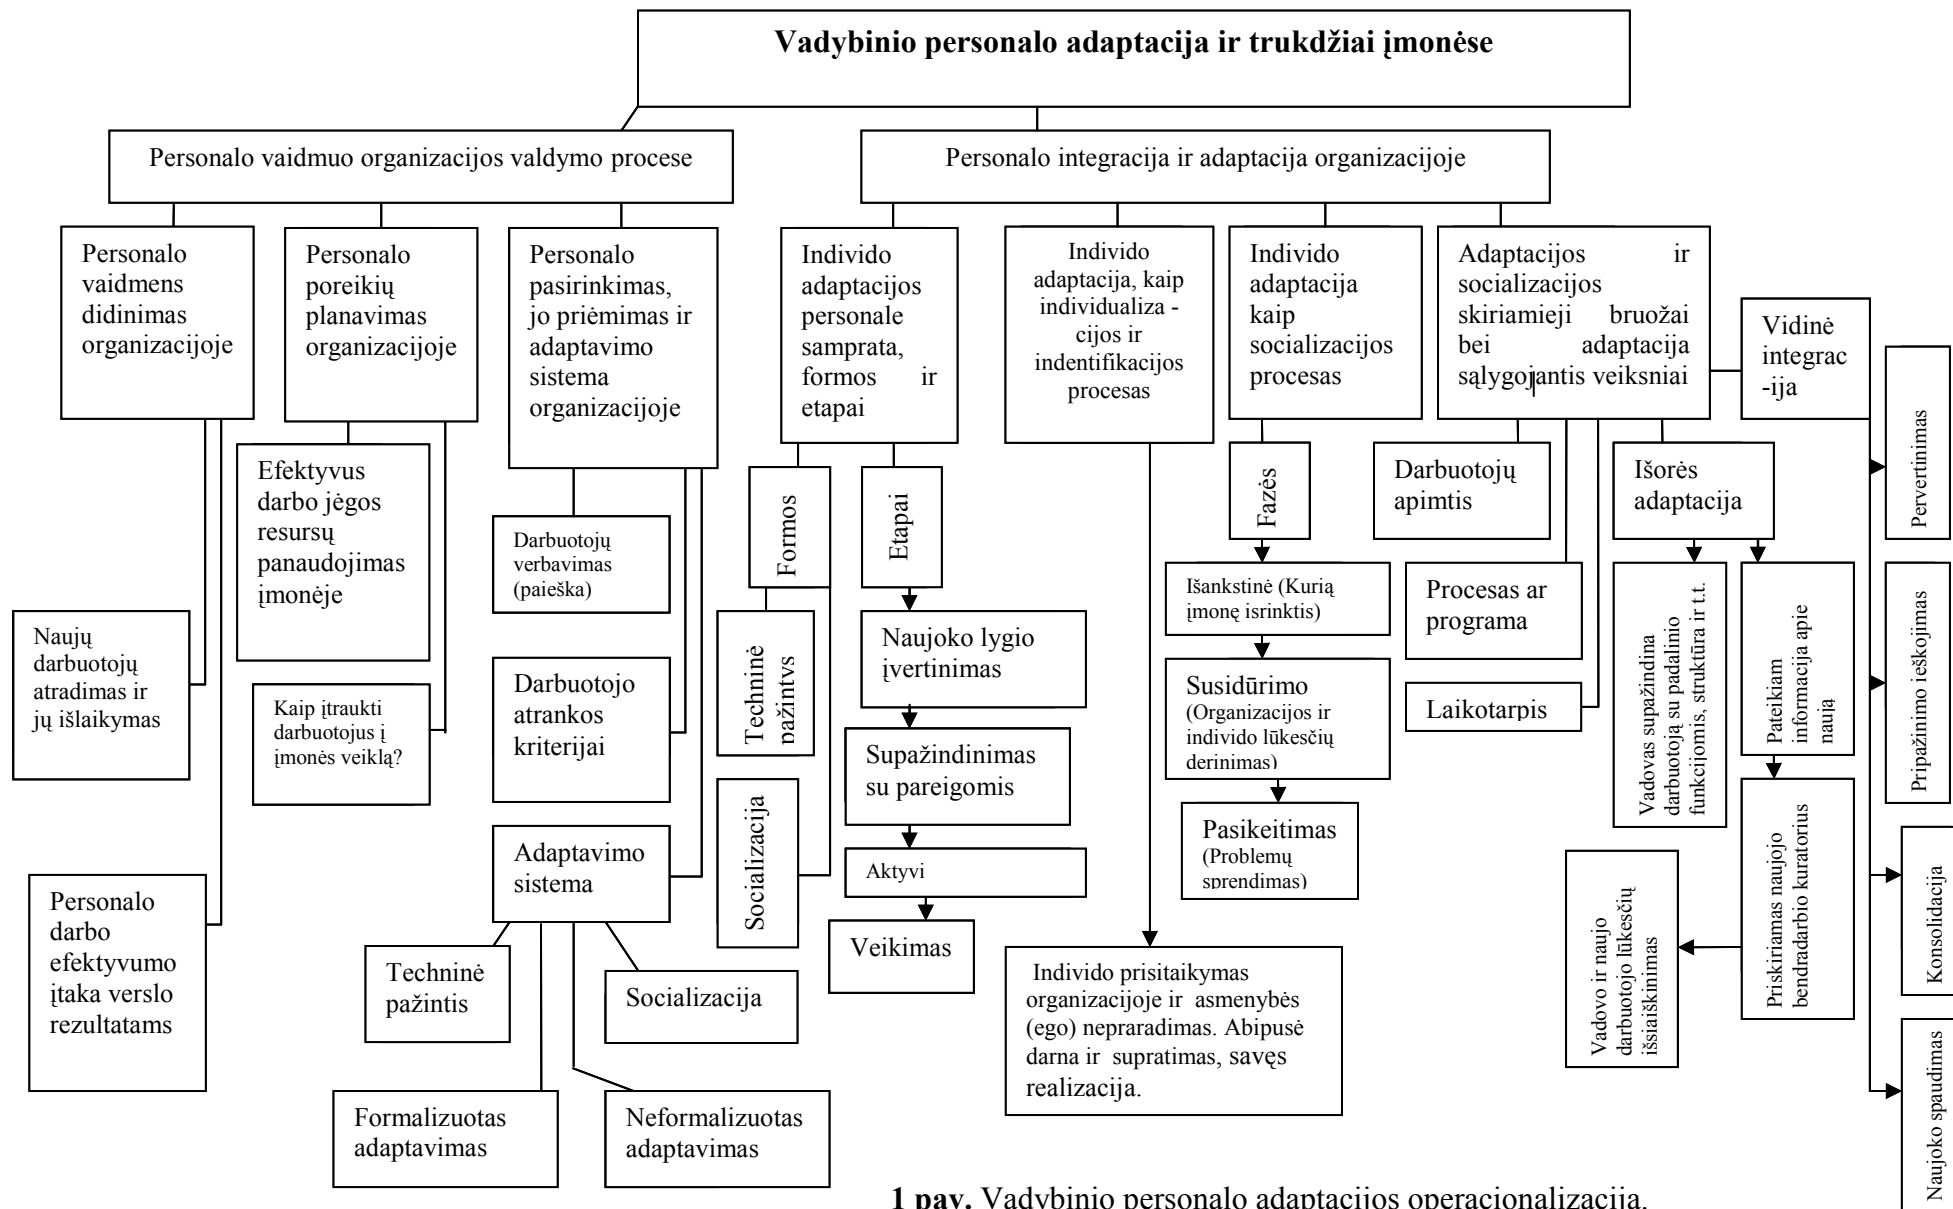 Vadybinio personalo adaptacija ir trukdžiai įmonėse
Personalo vaidmuo organizacijos valdymo procese
Personalo integracija ir adaptacija organizacijoje
Personalo
vaidmens
didinimas
organizacijoje
Personalo
poreikių
planavimas
organizacijoje
Personalo
pasirinkimas,
jo priėmimas ir
adaptavimo
sistema
organizacijoje
Individo
adaptacijos
personale
samprata,
formos ir
etapai
Individo
adaptacija, kaip
individualiza -
cijos ir
indentifikacijos
procesas
Individo
adaptacija
kaip
socializacijos
procesas
Adaptacijos ir
socializacijos
skiriamieji bruožai
bei adaptacija
sąlygojantis veiksniai
Vidinė
integrac
-ija
Pervertinimas
Efektyvus
darbo jėgos
resursų
panaudojimas
įmonėje
Darbuotojų
verbavimas
(paieška)
Formos
Etapai
Fazės
Darbuotojų
apimtis
Išorės
adaptacija
Naujų
darbuotojų
atradimas ir
jų išlaikymas
Kaip įtraukti
darbuotojus į
įmonės veiklą?
Darbuotojo
atrankos
kriterijai
Techninė
pažintys
Naujoko lygio
įvertinimas
Išankstinė (Kurią
įmonę isrinktis)
Procesas ar
programa
Vadovas supažindina
darbuotoją su padalinio
funkcijomis, struktūra ir t.t.
Pateikiam
informacija apie
naują
Pripažinimo ieškojimas
Susidūrimo
(Organizacijos ir
individo lūkesčių
derinimas)
Laikotarpis
Supažindinimas
su pareigomis
Socializacija
Pasikeitimas
(Problemų
sprendimas)
Priskiriamas naujojo
bendradarbio kuratorius
Adaptavimo
sistema
Aktyvi
Vadovo ir naujo
darbuotojo lūkesčių
išsiaiškinimas
Konsolidacija
Personalo
darbo
efektyvumo
įtaka verslo
rezultatams
Techninė
pažintis
Socializacija
Veikimas
Individo prisitaikymas
organizacijoje ir asmenybės
(ego) nepraradimas. Abipusė
darna ir supratimas, savęs
realizacija.
Naujoko spaudimas
Formalizuotas
adaptavimas
Neformalizuotas
adaptavimas
1 pav. Vadybinio personalo adaptacijos operacionalizacija.